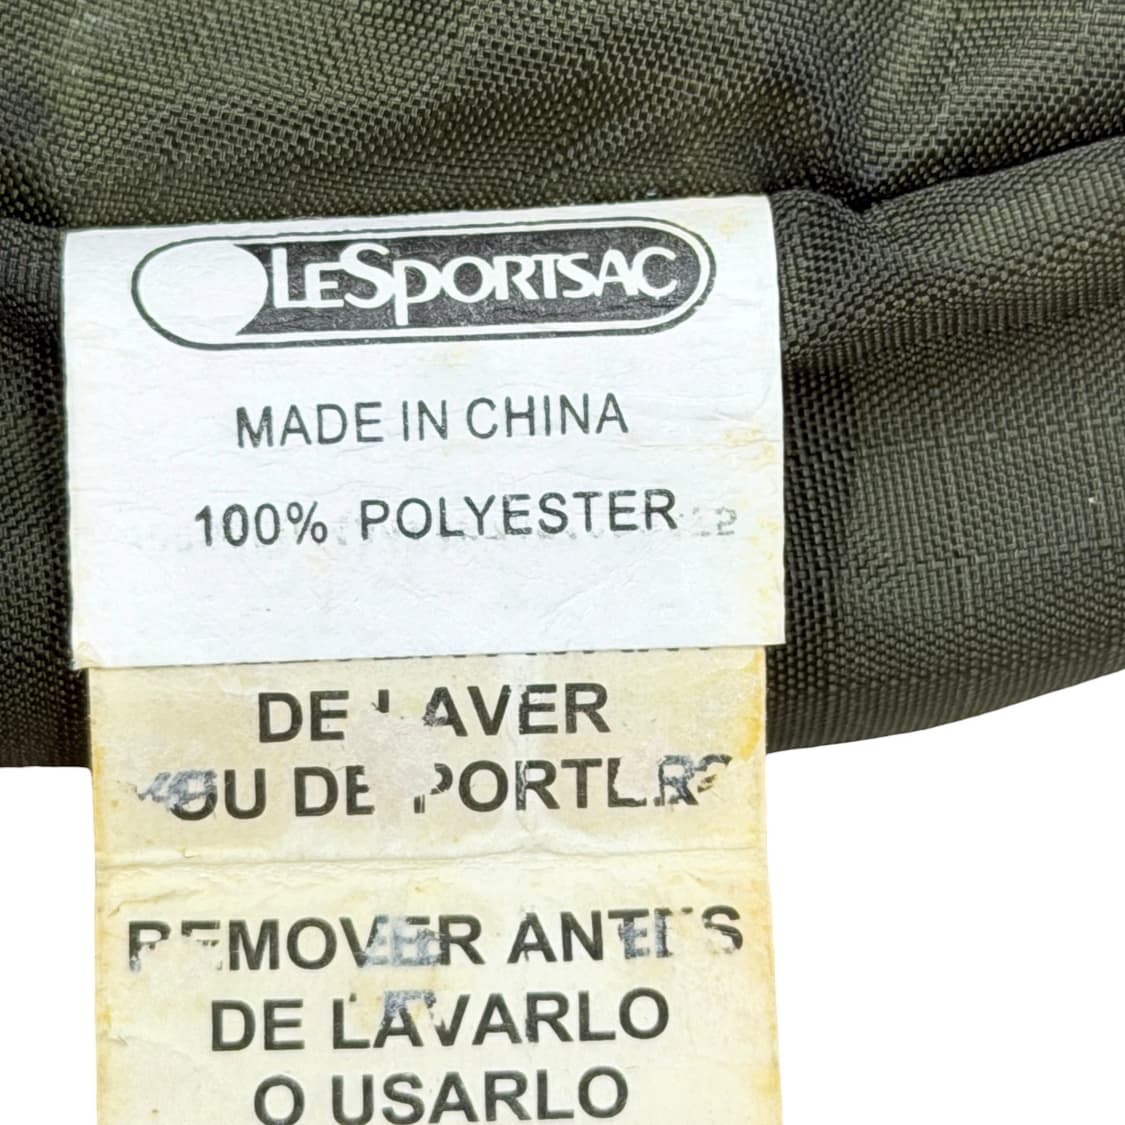 LeSportsac
MADE IN CHINA
100% POLYESTER
DE LAVER
OU DE PORTER
REMOVER ANTES
DE LAVARLO
O USARLO